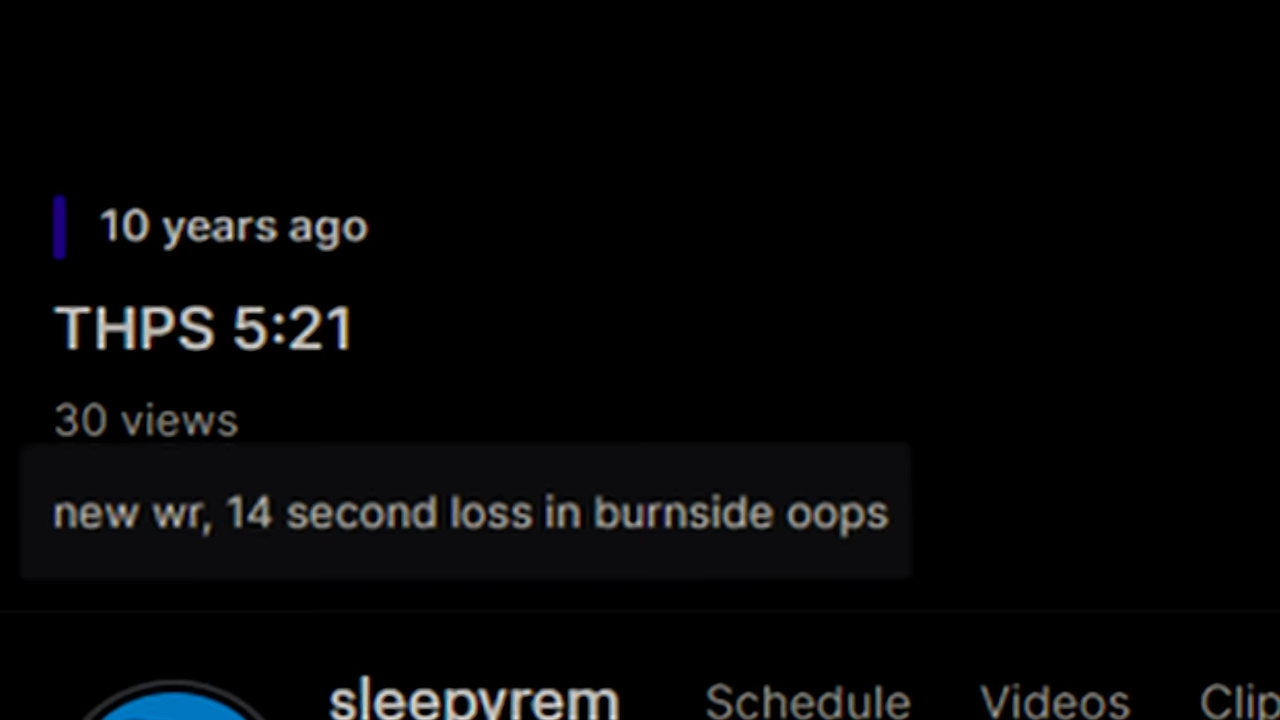 10 years ago
THPS 5:21
30 views
new wr, 14 second loss in burnside oops
sleepyrem Schedule Videos Clip